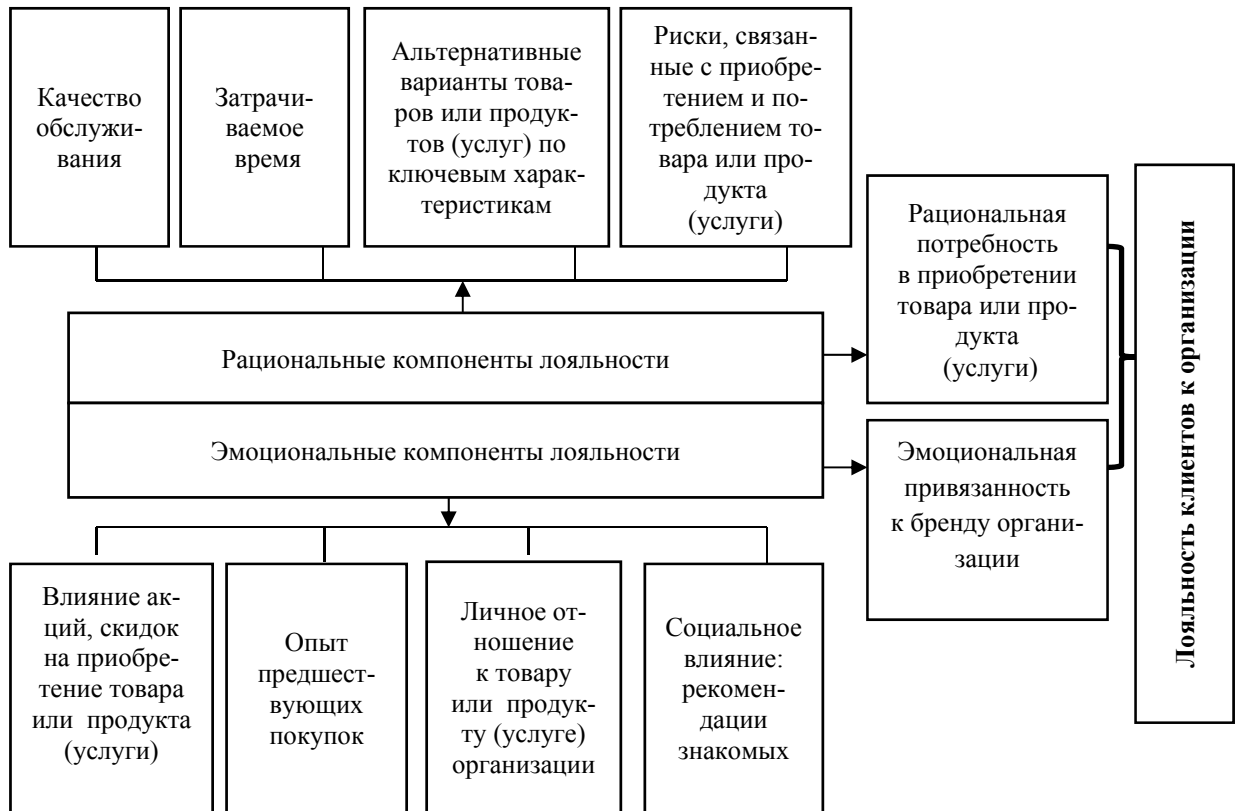 Качество
обслужи-
вания
Затрачи-
ваемое
время
Альтернативные
варианты това-
ров или продук-
тов (услуг) по
ключевым харак-
теристикам
Риски, связан-
ные с приобре-
тением и по-
треблением то-
вара или про-
дукта
(услуги)
Рациональные компоненты лояльности
Рациональная
потребность
в приобретении
товара или про-
дукта
(услуги)
Эмоциональные компоненты лояльности
Эмоциональная
привязанность
к бренду органи-
зации
Лояльность клиентов к организации
Влияние ак-
ций, скидок
на приобре-
тение товара
или продукта
(услуги)
Опыт
предшест-
вующих
покупок
Личное от-
ношение
к товару
или продук-
ту (услуге)
организации
Социальное
влияние:
рекомен-
дации
знакомых